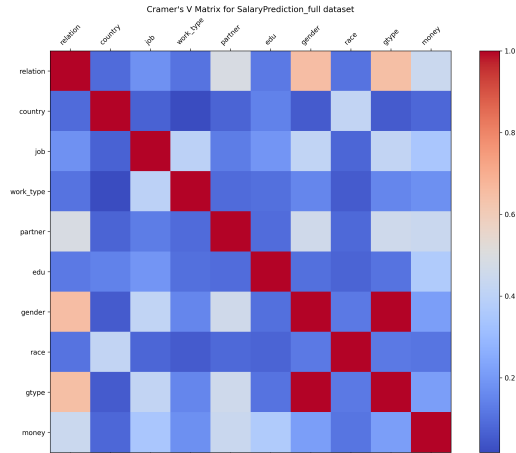 Cramer's V Matrix for SalaryPrediction_full dataset
relation country job work_type partner edu gender race gtype money
relation
country
job
work_type
partner
edu
gender
race
gtype
money
1.0
0.8
0.6
0.4
0.2